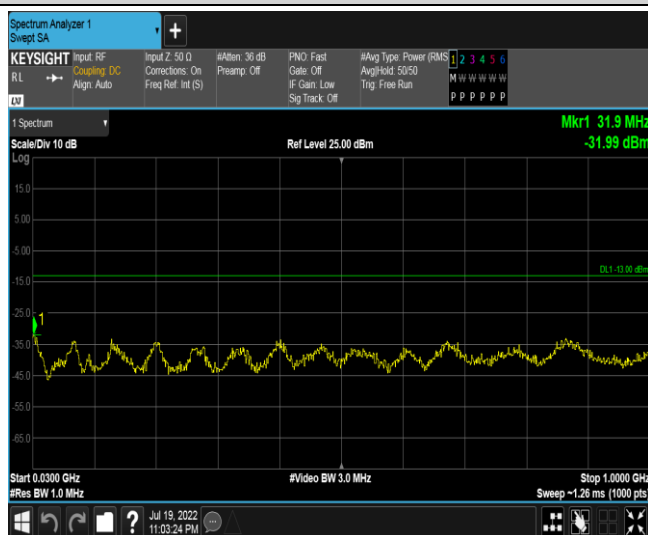 Spectrum Analyzer 1
Swept SA
+
KEYSIGHT
RL
Input: RF
Coupling: DC
Align: Auto
Input Z: 50 Ω
Corrections: On
Freq Ref: Int (S)
#Atten: 36 dB
Preamp: Off
PNO: Fast
Gate: Off
IF Gain: Low
Sig Track: Off
#Avg Type: Power (RMS
Avg|Hold: 50/50
Trig: Free Run
1 2 3 4 5 6
M W W W W W
P P P P P P
LXI
1 Spectrum
Scale/Div 10 dB
Ref Level 25.00 dBm
Mkr1 31.9 MHz
-31.99 dBm
Log
15.0
5.00
-5.00
DL1 -13.00 dBm
-15.0
-25.0
1
-35.0
-45.0
-55.0
-65.0
Start 0.0300 GHz
#Video BW 3.0 MHz
Stop 1.0000 GHz
#Res BW 1.0 MHz
Sweep ~1.26 ms (1000 pts)
?
Jul 19, 2022
11:03:24 PM